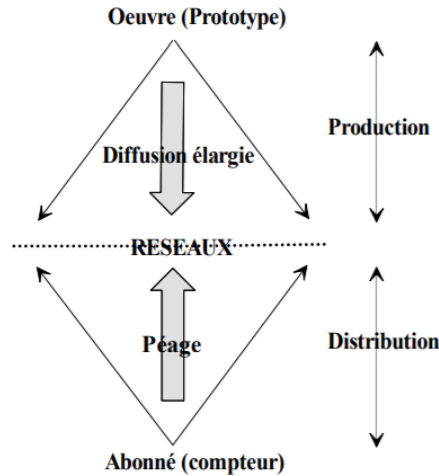 Oeuvre (Prototype)
Production
Diffusion élargie
RESEAUX
Péage
Distribution
Abonné (compteur)